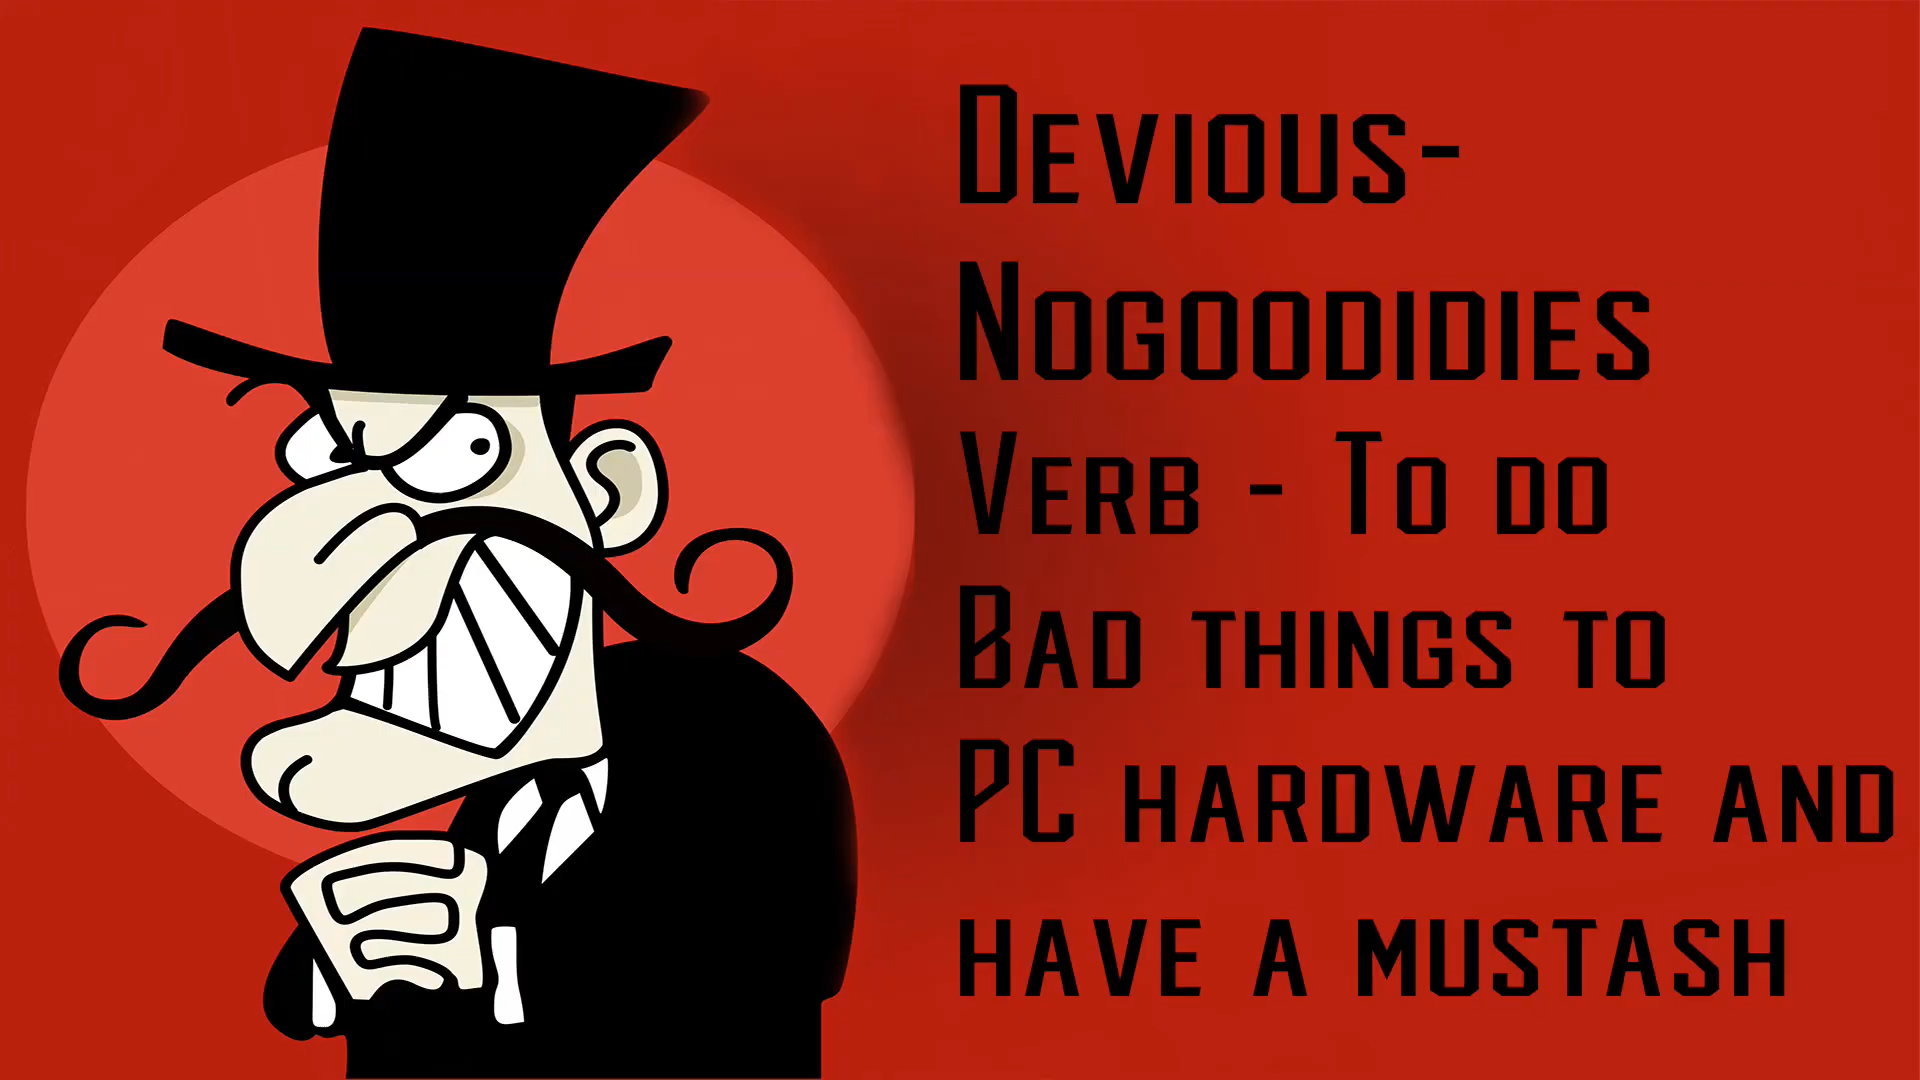 Devious-
Nogoodidies
Verb - To do
Bad things to
PC hardware and
have a mustash